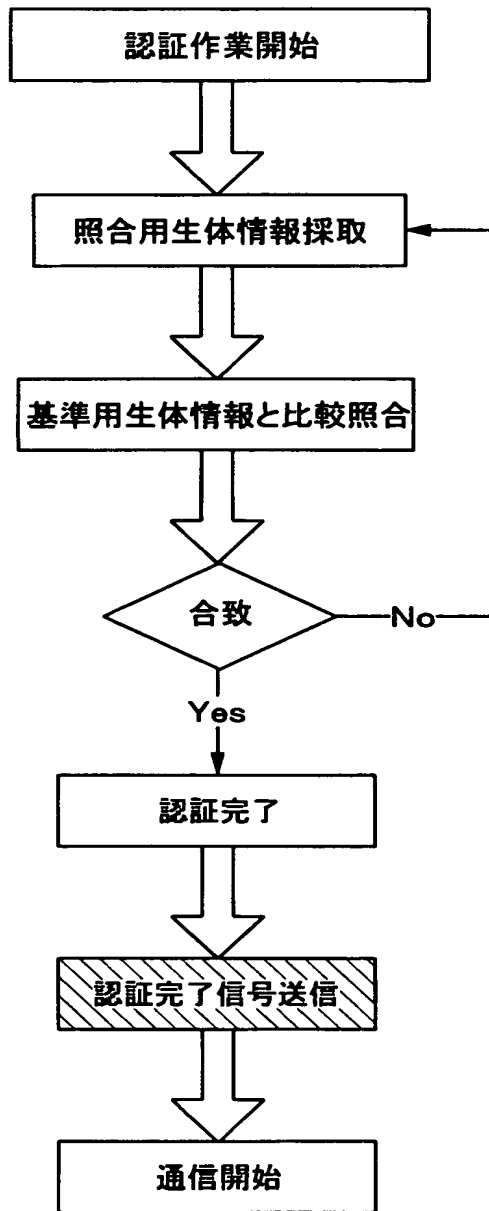 認証作業開始
照合用生体情報採取
基準用生体情報と比較照合
合致
No
Yes
認証完了
認証完了信号送信
通信開始